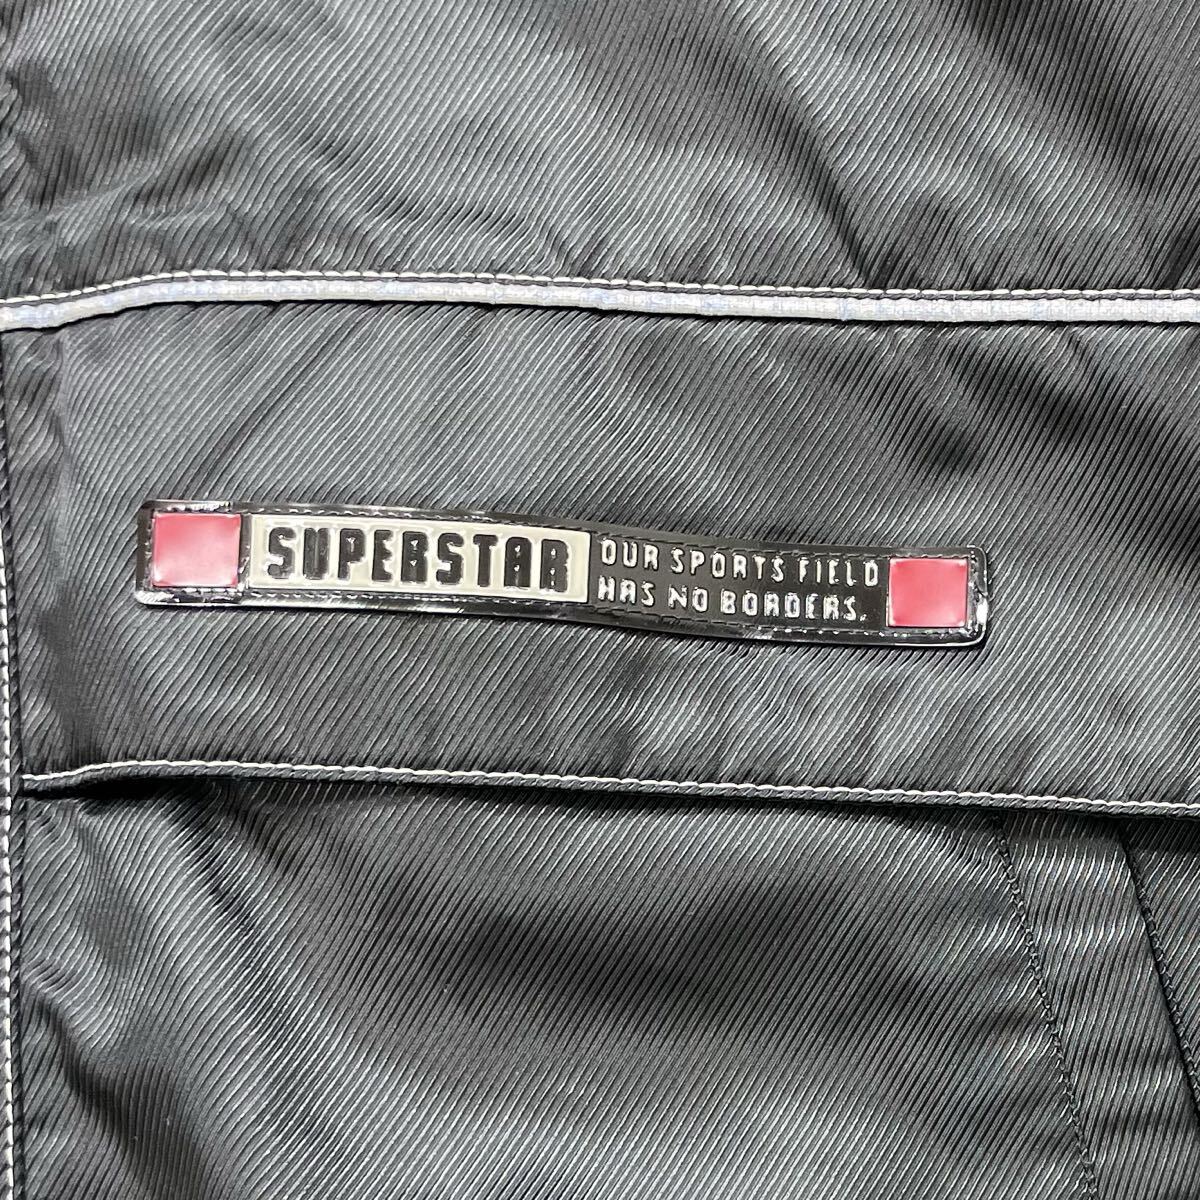 SUPERSTAR
OUR SPORTS FIELD
HAS NO BORDERS.